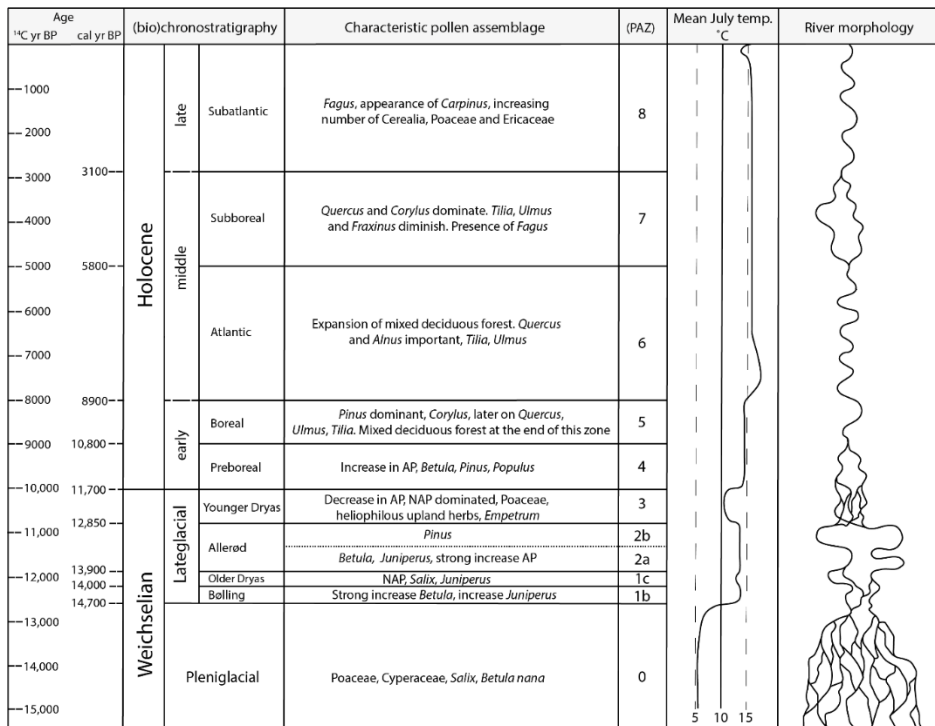 Age
(bio)chronostratigraphy
Characteristic pollen assemblage
(PAZ)
Mean July temp.
˚C
River morphology
14C yr BP
cal yr BP
Holocene
late
Subatlantic
Fagus, appearance of Carpinus, increasing
number of Cerealia, Poaceae and Ericaceae
8
1000
2000
3000
3100
middle
Subboreal
Quercus and Corylus dominate. Tilia, Ulmus
and Fraxinus diminish. Presence of Fagus
7
4000
5000
5800
Atlantic
Expansion of mixed deciduous forest. Quercus
and Alnus important, Tilia, Ulmus
6
6000
7000
8000
8900
early
Boreal
Pinus dominant, Corylus, later on Quercus,
Ulmus, Tilia. Mixed deciduous forest at the end of this zone
5
9000
10,800
Preboreal
Increase in AP, Betula, Pinus, Populus
4
10,000
11,700
Weichselian
Lateglacial
Younger Dryas
Decrease in AP, NAP dominated, Poaceae,
heliophilous upland herbs, Empetrum
3
11,000
12,850
Allerød
Pinus
2b
Betula, Juniperus, strong increase AP
2a
12,000
13,900
Older Dryas
NAP, Salix, Juniperus
1c
14,000
Bølling
Strong increase Betula, increase Juniperus
1b
14,700
13,000
14,000
15,000
Pleniglacial
Poaceae, Cyperaceae, Salix, Betula nana
0
5
10
15